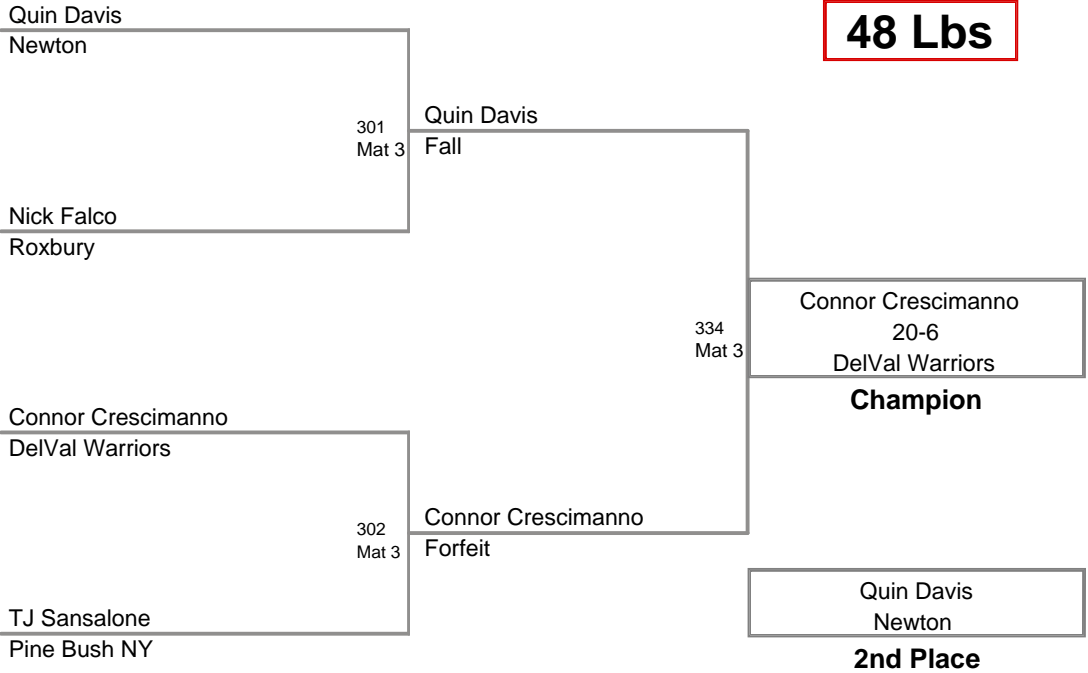 48 Lbs
Quin Davis
Newton
301
Mat 3
Quin Davis
Fall
Nick Falco
Roxbury
334
Mat 3
Connor Crescimanno
20-6
DelVal Warriors
Champion
Connor Crescimanno
DelVal Warriors
302
Mat 3
Connor Crescimanno
Forfeit
TJ Sansalone
Pine Bush NY
Quin Davis
Newton
2nd Place